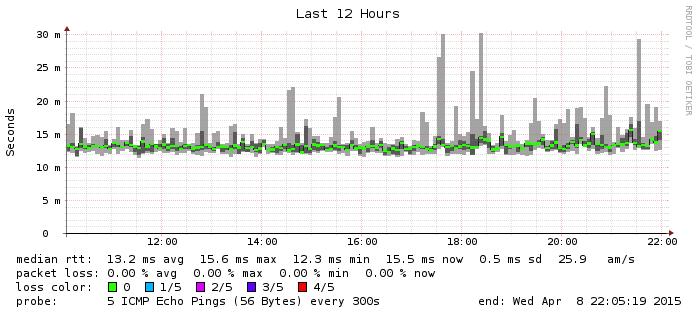 Last 12 Hours
RRDTOOL / TOBI OETIKER
Seconds
30 m
25 m
20 m
15 m
10 m
5 m
0
12:00 14:00 16:00 18:00 20:00 22:00
median rtt: 13.2 ms avg 15.6 ms max 12.3 ms min 15.5 ms now 0.5 ms sd 25.9 am/s
packet loss: 0.00 % avg 0.00 % max 0.00 % min 0.00 % now
loss color: 0 1/5 2/5 3/5 4/5
probe: 5 ICMP Echo Pings (56 Bytes) every 300s end: Wed Apr 8 22:05:19 2015